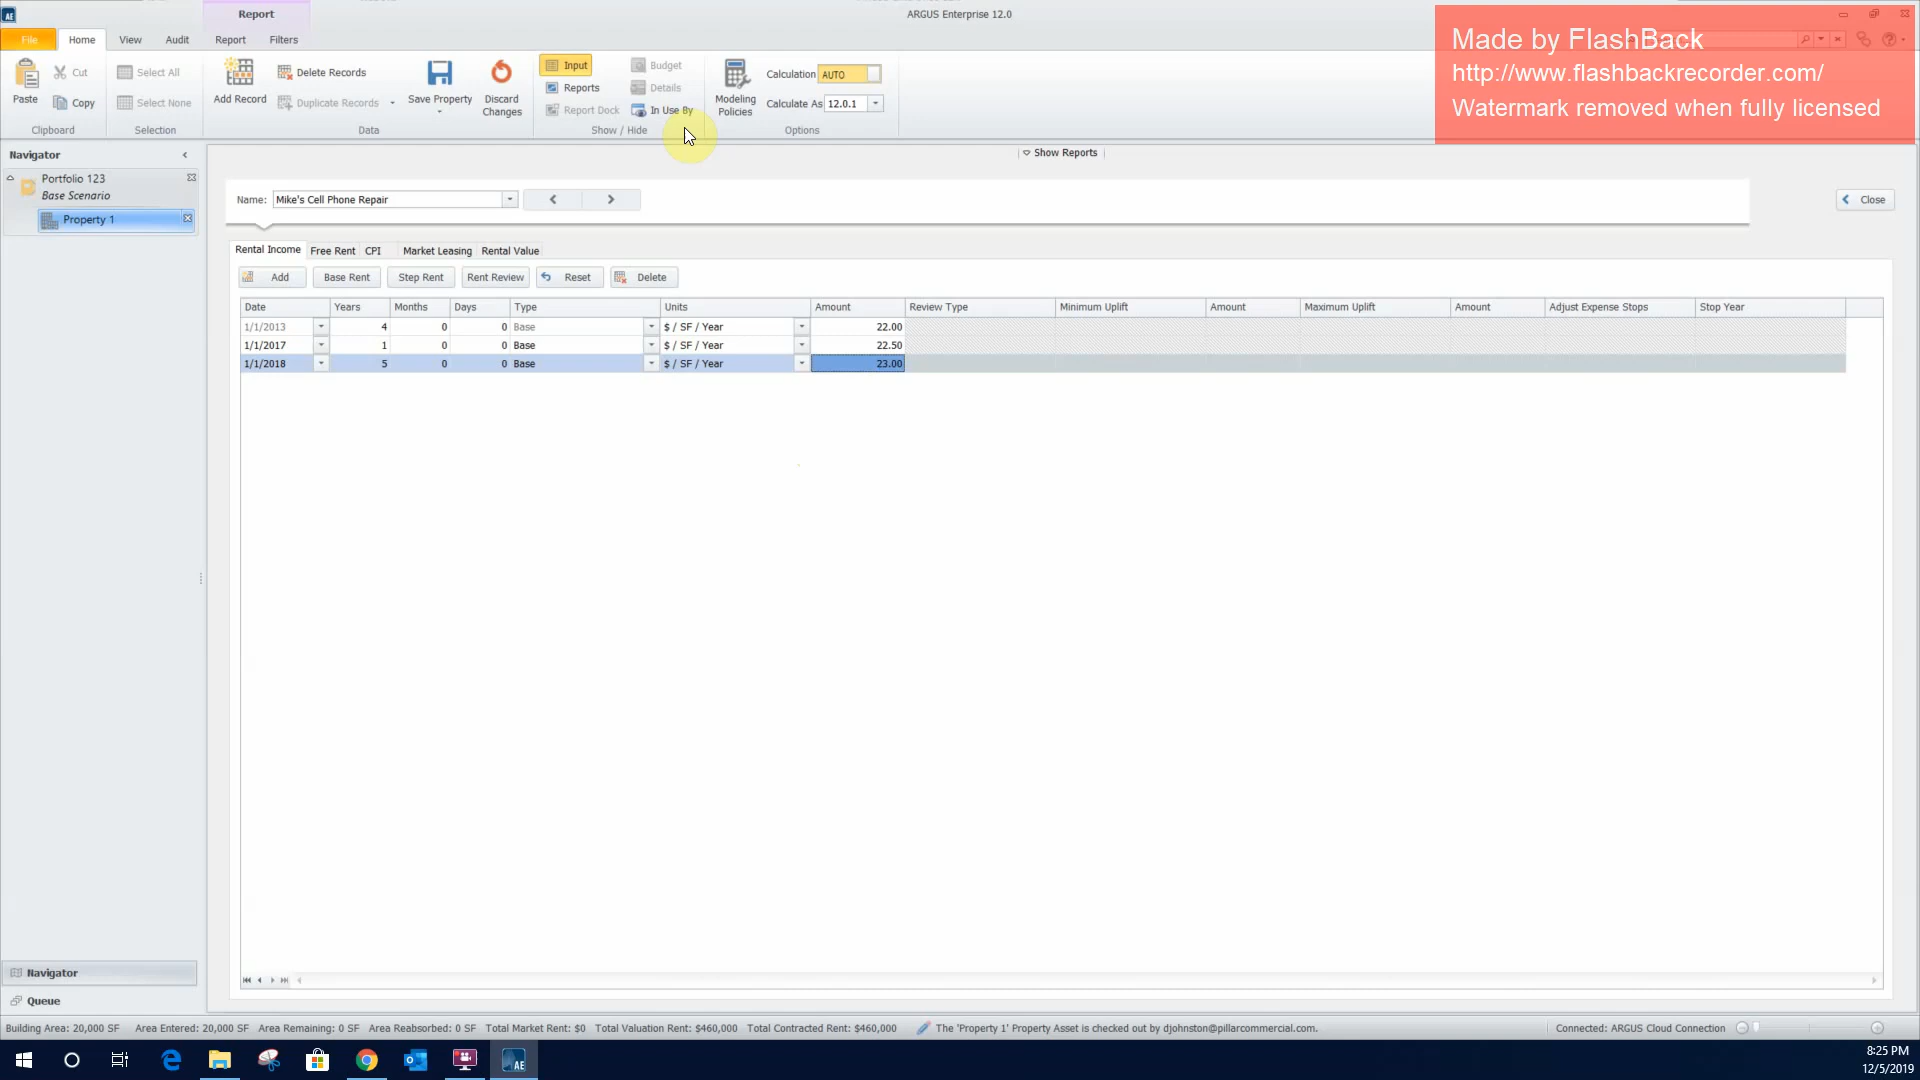 Report
ARGUS Enterprise 12.0
File
Home
View
Audit
Report
Filters
Made by FlashBack
http://www.flashbackrecorder.com/
Watermark removed when fully licensed
Paste
Cut
Copy
Clipboard
Select All
Select None
Selection
Add Record
Delete Records
Duplicate Records
Save Property
Discard
Changes
Data
Input
Reports
Report Dock
Budget
Details
In Use By
Show / Hide
Modeling
Policies
Calculation AUTO
Calculate As 12.0.1
Options
Navigator
Portfolio 123
Base Scenario
Property 1
Show Reports
Name: Mike's Cell Phone Repair
Close
Rental Income Free Rent CPI Market Leasing Rental Value
Add Base Rent Step Rent Rent Review Reset Delete
Date Years Months Days Type Units Amount Review Type Minimum Uplift Amount Maximum Uplift Amount Adjust Expense Stops Stop Year
1/1/2013 4 0 0 Base $ / SF / Year 22.00
1/1/2017 1 0 0 Base $ / SF / Year 22.50
1/1/2018 5 0 0 Base $ / SF / Year 23.00
Navigator
Queue
Building Area: 20,000 SF Area Entered: 20,000 SF Area Remaining: 0 SF Area Reabsorbed: 0 SF Total Market Rent: $0 Total Valuation Rent: $460,000 Total Contracted Rent: $460,000 The 'Property 1' Property Asset is checked out by djohnston@pillarcommercial.com. Connected: ARGUS Cloud Connection
AE
8:25 PM
12/5/2019